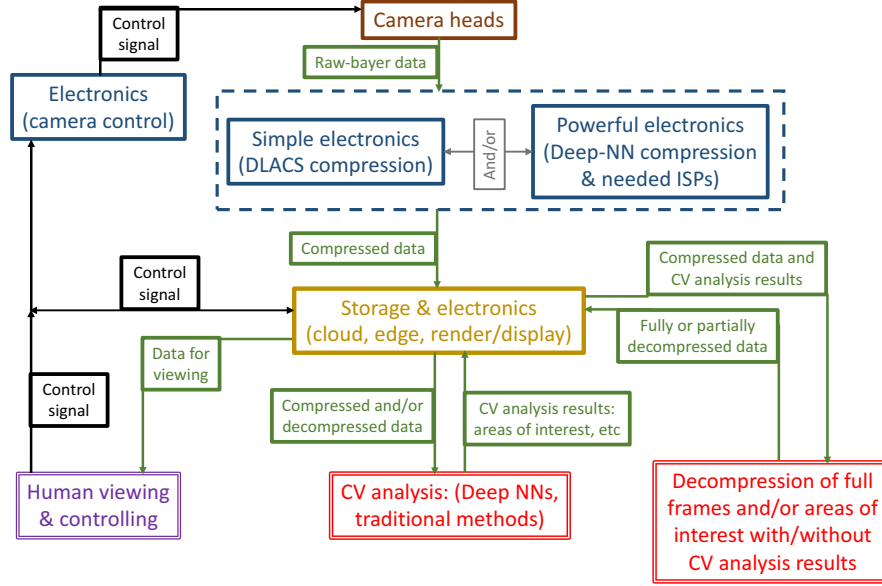 Control
signal
Camera heads
Raw-bayer data
Electronics
(camera control)
Simple electronics
(DLACS compression)
And/or
Powerful electronics
(Deep-NN compression
& needed ISPs)
Compressed data
Control
signal
Compressed data and
CV analysis results
Storage & electronics
(cloud, edge, render/display)
Fully or partially
decompressed data
Data for
viewing
Control
signal
Compressed and/or
decompressed data
CV analysis results:
areas of interest, etc
Human viewing
& controlling
CV analysis: (Deep NNs,
traditional methods)
Decompression of full
frames and/or areas of
interest with/without
CV analysis results